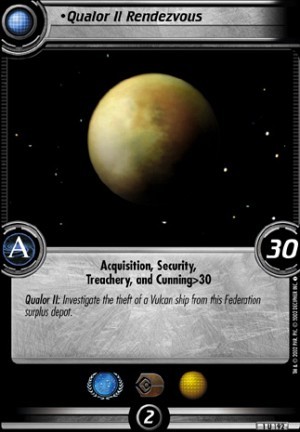 •Qualor II Rendezvous
A
30
Acquisition, Security,
Treachery, and Cunning>30
Qualor II: Investigate the theft of a Vulcan ship from this Federation
surplus depot.
2